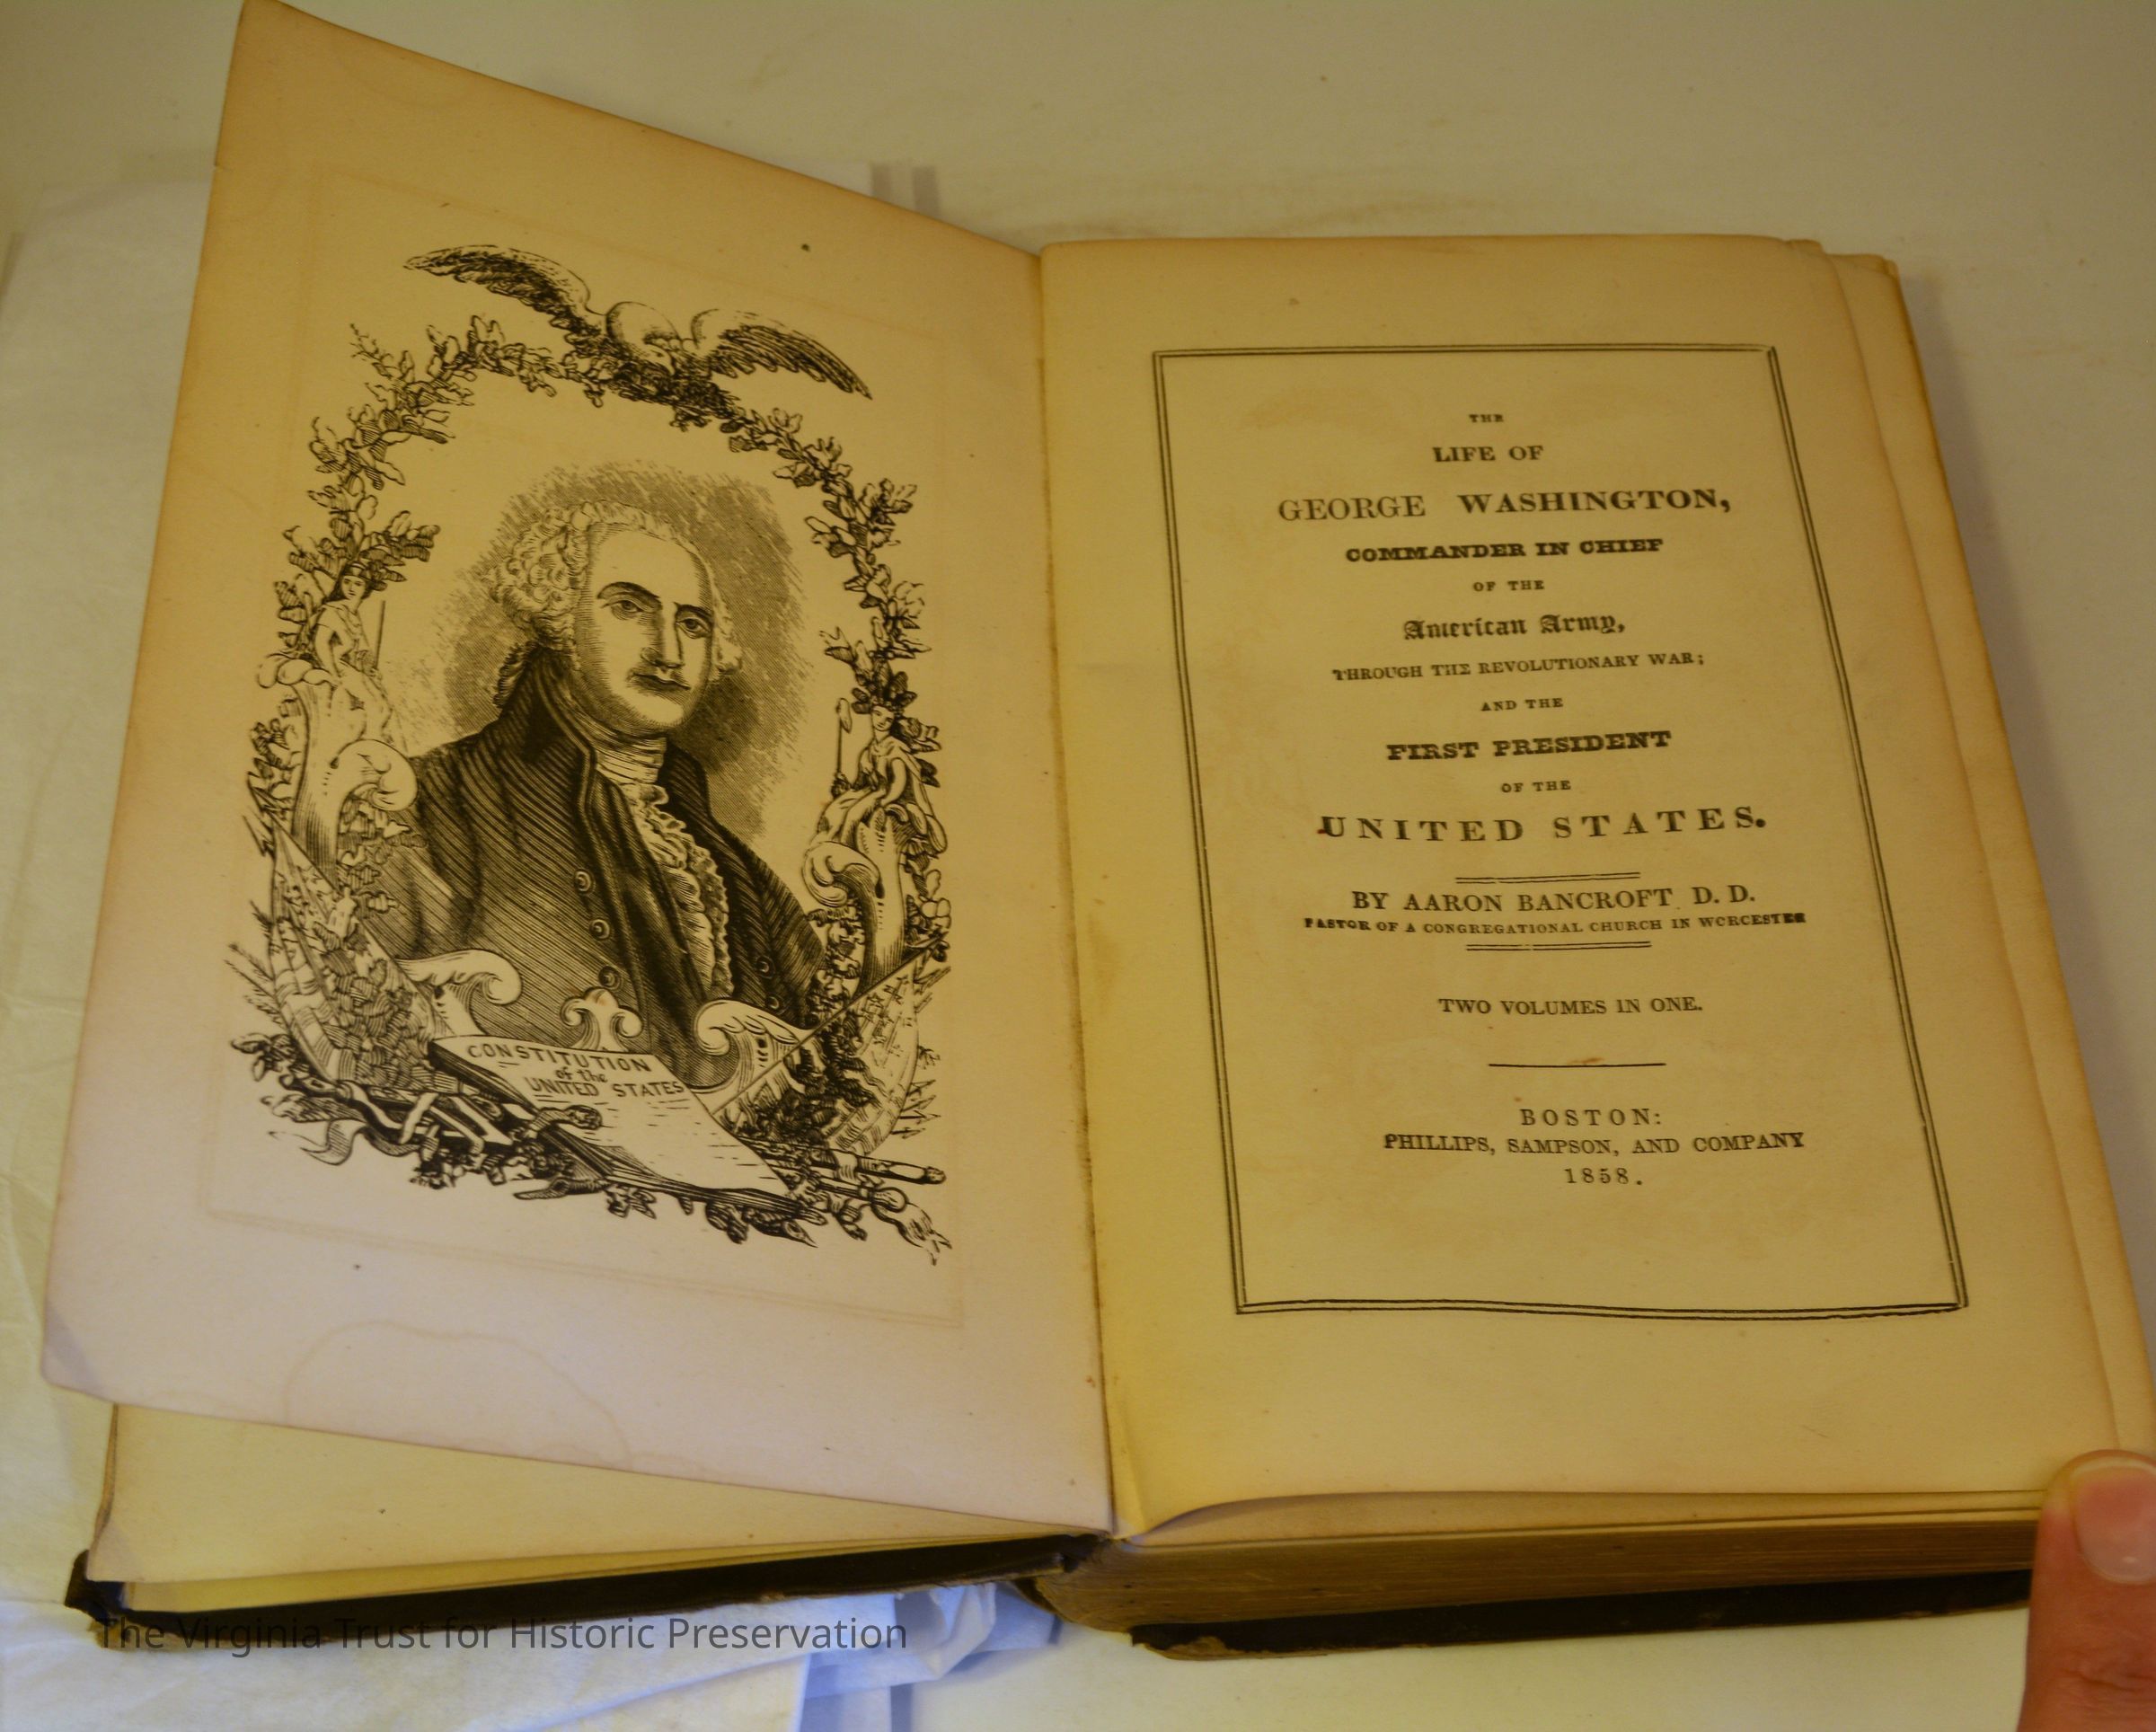 CONSTITUTION
of the
UNITED STATES
THE
LIFE OF
GEORGE WASHINGTON,
COMMANDER IN CHIEF
OF THE
American Army,
THROUGH THE REVOLUTIONARY WAR;
AND THE
FIRST PRESIDENT
OF THE
UNITED STATES.
BY AARON BANCROFT D. D.
PASTOR OF A CONGREGATIONAL CHURCH IN WORCESTER
TWO VOLUMES IN ONE.
BOSTON:
PHILLIPS, SAMPSON, AND COMPANY
1858.
The Virginia Trust for Historic Preservation